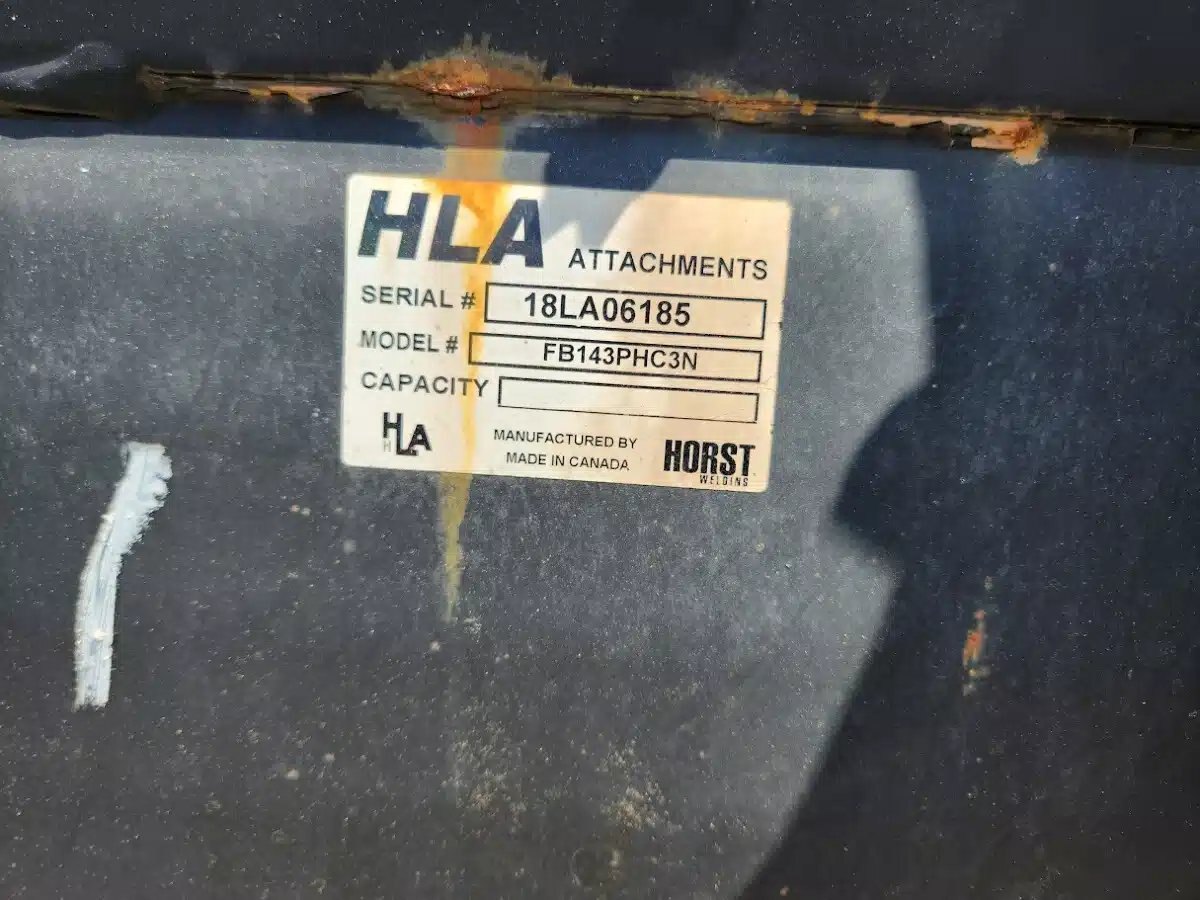 HLA ATTACHMENTS
SERIAL # 18LA06185
MODEL # FB143PHC3N
CAPACITY
HLA
MANUFACTURED BY HORST
MADE IN CANADA WELDING